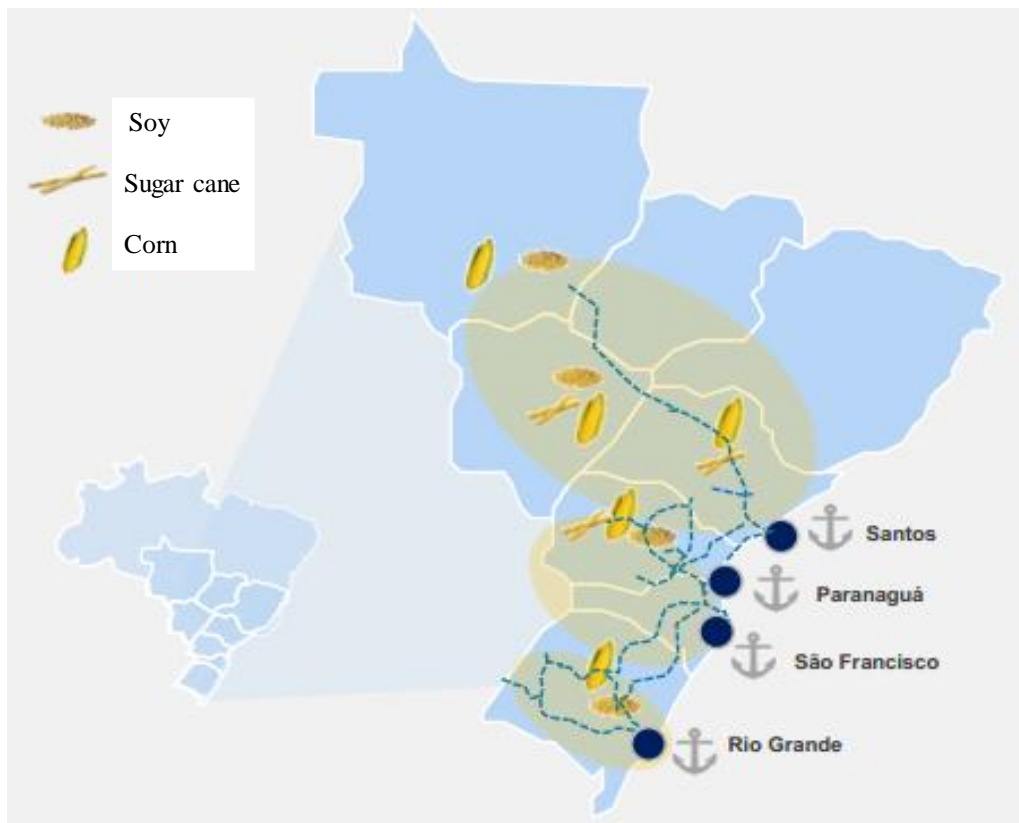 Soy
Sugar cane
Corn
Santos
Paranaguá
São Francisco
Rio Grande